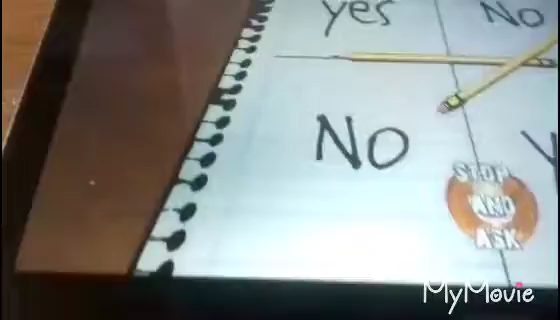 yes No
No
STOP
AND
ASK
MyMovie